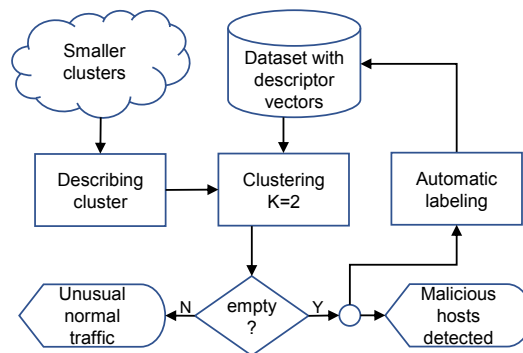 Smaller
clusters
Dataset with
descriptor
vectors
Describing
cluster
Clustering
K=2
Automatic
labeling
Unusual
normal
traffic
N
empty
?
Y
Malicious
hosts
detected